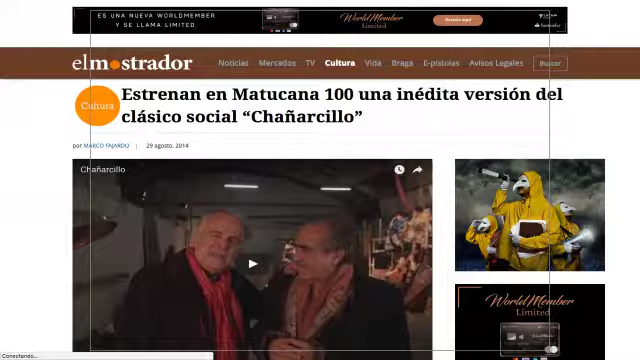 ES UNA NUEVA WORLDMEMBER
Y SE LLAMA LIMITED.
WorldMember
Limited
Santander
elmostrador
Noticias Mercados TV Cultura Vida Braga E-pístolas Avisos Legales Buscar
Cultura
Estrenan en Matucana 100 una inédita versión del
clásico social “Chañarcillo”
por MARCO FAJARDO | 29 agosto, 2014
Chañarcillo
WorldMember
Limited
Conectando...